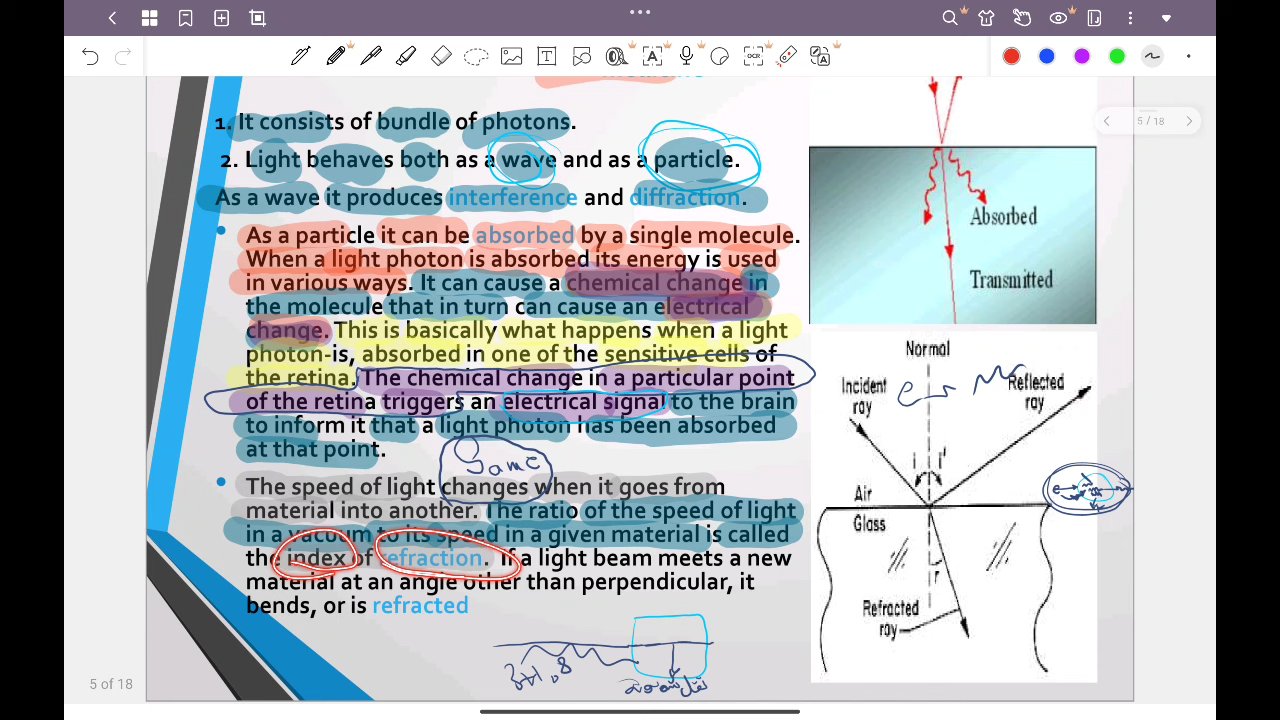 5 / 18
1. It consists of bundle of photons.
2. Light behaves both as a wave and as a particle.
As a wave it produces interference and diffraction.
• As a particle it can be absorbed by a single molecule.
When a light photon is absorbed its energy is used
in various ways. It can cause a chemical change in
the molecule that in turn can cause an electrical
change. This is basically what happens when a light
photon-is, absorbed in one of the sensitive cells of
the retina. The chemical change in a particular point
of the retina triggers an electrical signal to the brain
to inform it that a light photon has been absorbed
at that point.
Same
• The speed of light changes when it goes from
material into another. The ratio of the speed of light
in a vacuum to its speed in a given material is called
the index of refraction. If a light beam meets a new
material at an angle other than perpendicular, it
bends, or is refracted
Absorbed
Transmitted
Normal
Incident
ray
Reflected
ray
i i'
Air
Glass
r
Refracted
ray
5 of 18